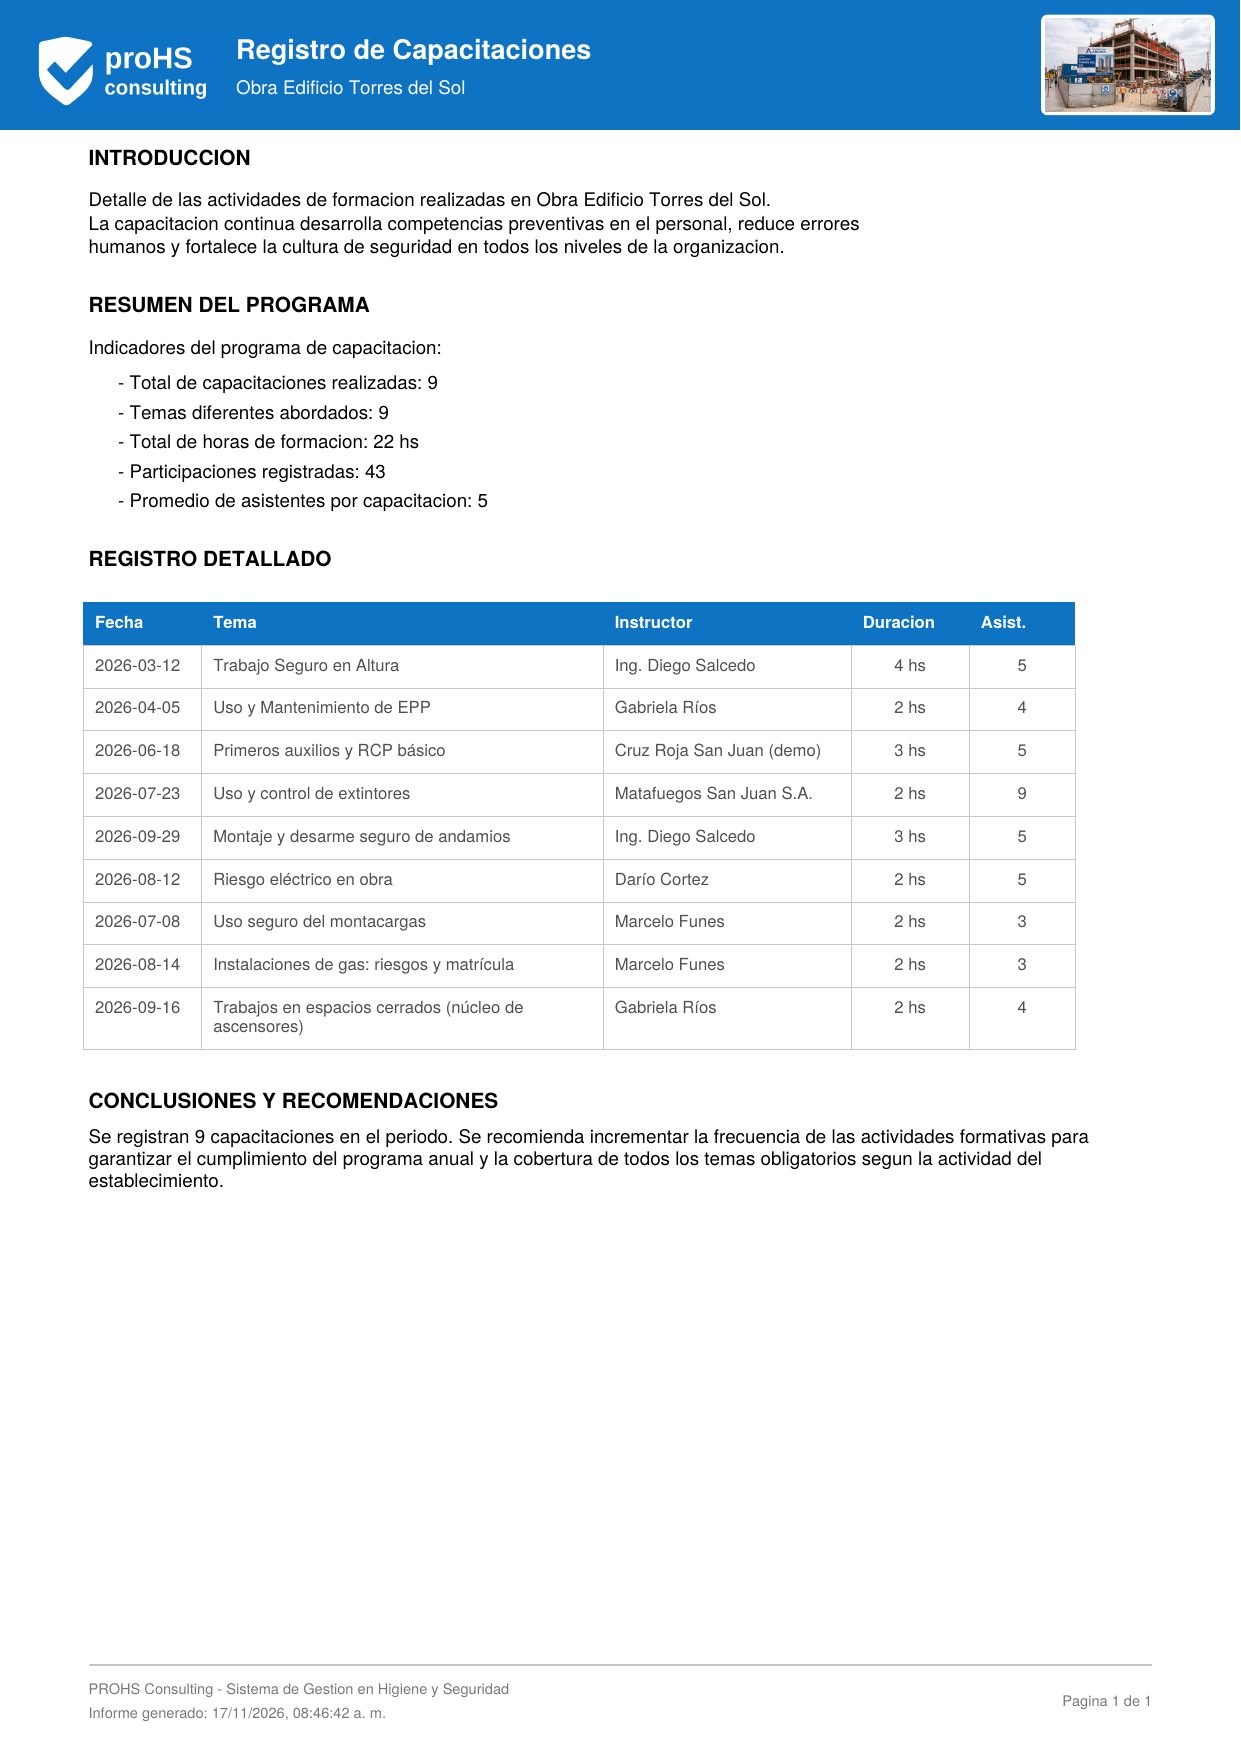 proHS
consulting
Registro de Capacitaciones
Obra Edificio Torres del Sol
INTRODUCCION
Detalle de las actividades de formacion realizadas en Obra Edificio Torres del Sol.
La capacitacion continua desarrolla competencias preventivas en el personal, reduce errores
humanos y fortalece la cultura de seguridad en todos los niveles de la organizacion.
RESUMEN DEL PROGRAMA
Indicadores del programa de capacitacion:
- Total de capacitaciones realizadas: 9
- Temas diferentes abordados: 9
- Total de horas de formacion: 22 hs
- Participaciones registradas: 43
- Promedio de asistentes por capacitacion: 5
REGISTRO DETALLADO
Fecha Tema Instructor Duracion Asist.
2026-03-12 Trabajo Seguro en Altura Ing. Diego Salcedo 4 hs 5
2026-04-05 Uso y Mantenimiento de EPP Gabriela Ríos 2 hs 4
2026-06-18 Primeros auxilios y RCP básico Cruz Roja San Juan (demo) 3 hs 5
2026-07-23 Uso y control de extintores Matafuegos San Juan S.A. 2 hs 9
2026-09-29 Montaje y desarme seguro de andamios Ing. Diego Salcedo 3 hs 5
2026-08-12 Riesgo eléctrico en obra Darío Cortez 2 hs 5
2026-07-08 Uso seguro del montacargas Marcelo Funes 2 hs 3
2026-08-14 Instalaciones de gas: riesgos y matrícula Marcelo Funes 2 hs 3
2026-09-16 Trabajos en espacios cerrados (núcleo de Gabriela Ríos 2 hs 4
ascensores)
CONCLUSIONES Y RECOMENDACIONES
Se registran 9 capacitaciones en el periodo. Se recomienda incrementar la frecuencia de las actividades formativas para
garantizar el cumplimiento del programa anual y la cobertura de todos los temas obligatorios segun la actividad del
establecimiento.
PROHS Consulting - Sistema de Gestion en Higiene y Seguridad
Informe generado: 17/11/2026, 08:46:42 a. m.
Pagina 1 de 1